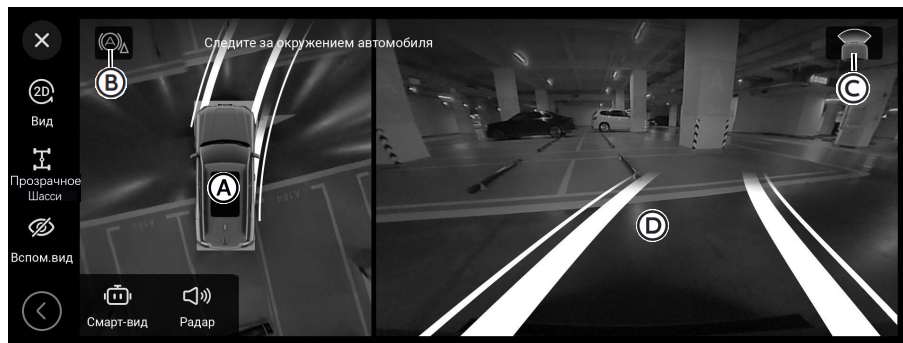 Следите за окружением автомобиля
B
C
2D
Вид
Прозрачное
Шасси
A
D
Вспом.вид
Смарт-вид
Радар